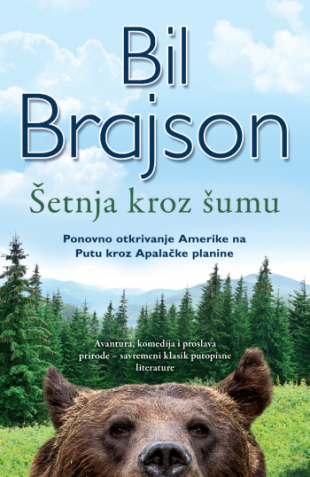 Bil
Brajson
Šetnja kroz šumu
Ponovno otkrivanje Amerike na
Putu kroz Apalačke planine
Avantura, komedija i proslava
prirode – savremeni klasik putopisne
literature